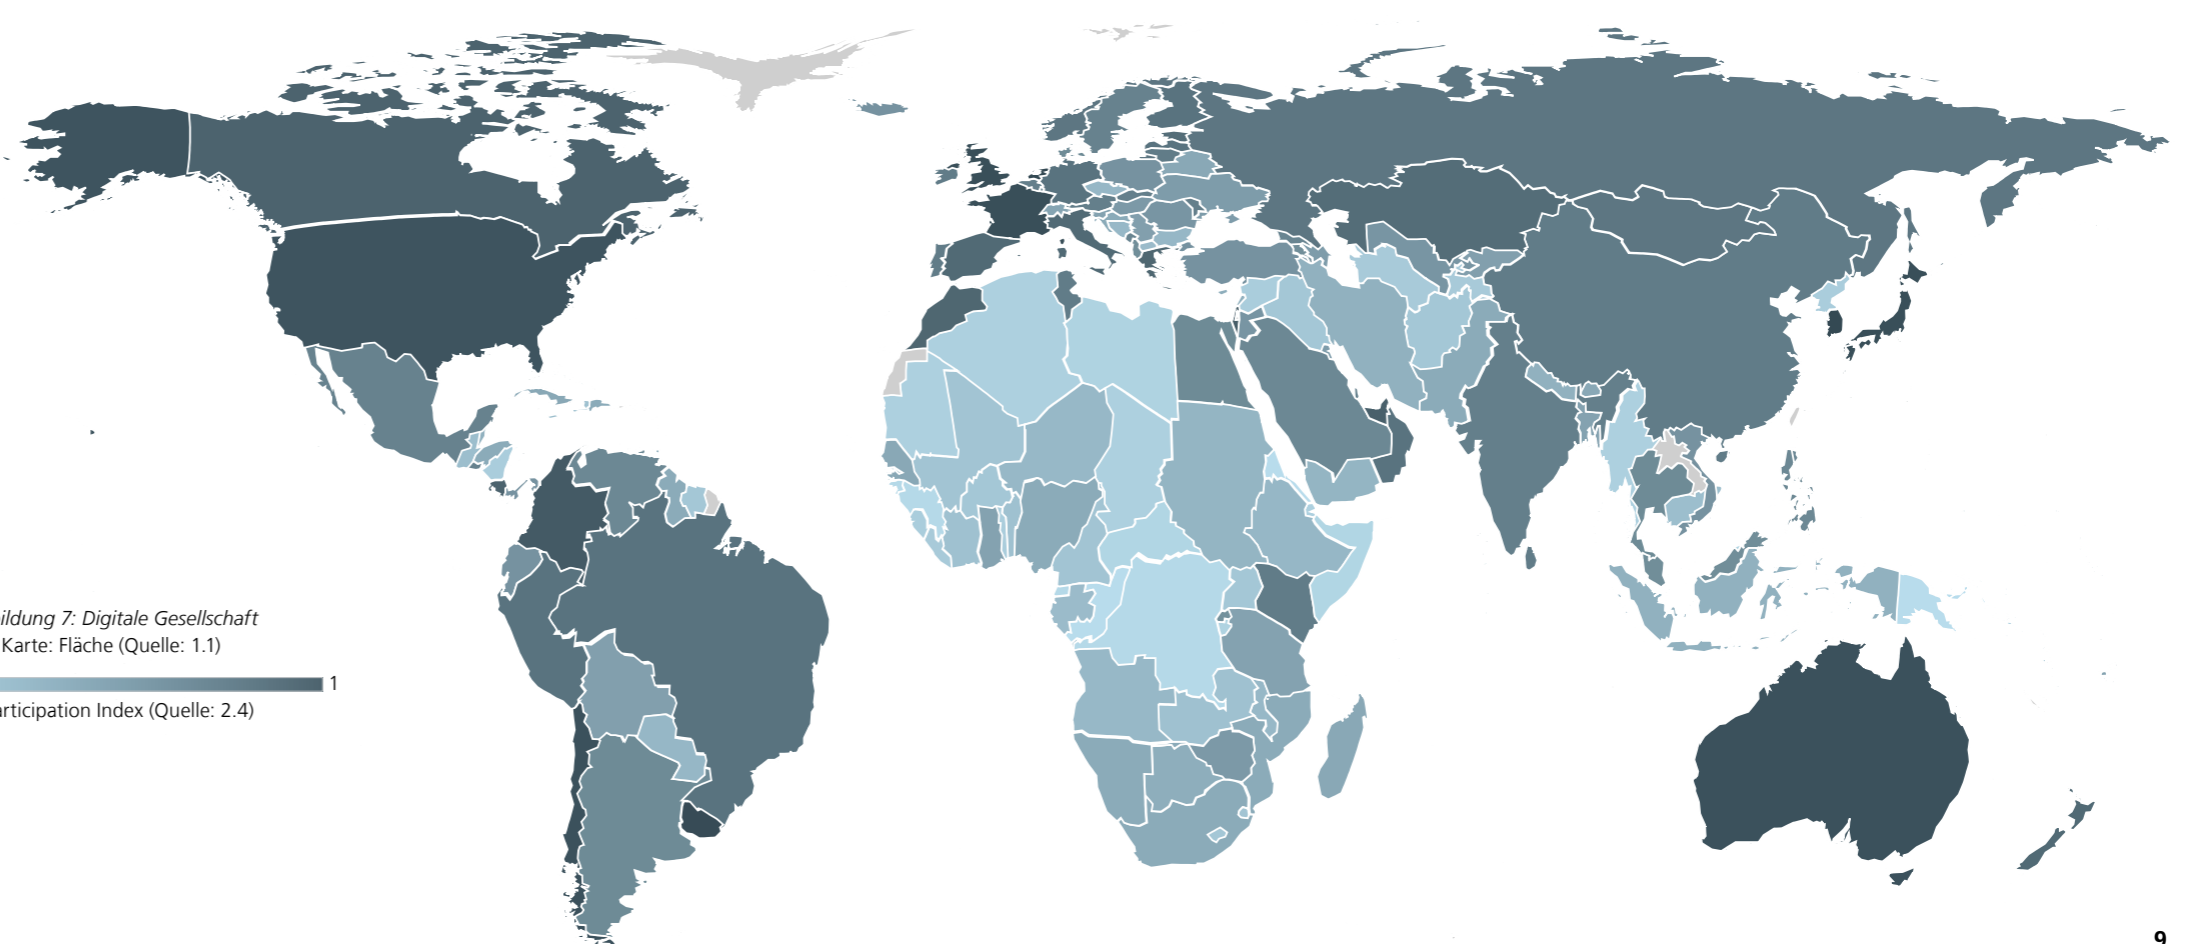 ildung 7: Digitale Gesellschaft
Karte: Fläche (Quelle: 1.1)
1
articipation Index (Quelle: 2.4)
9